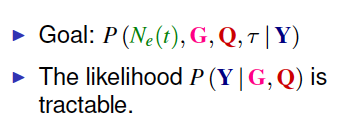 ▶ Goal: P (Nₑ(t), G, Q, τ | Y)
▶ The likelihood P (Y | G, Q) is
tractable.